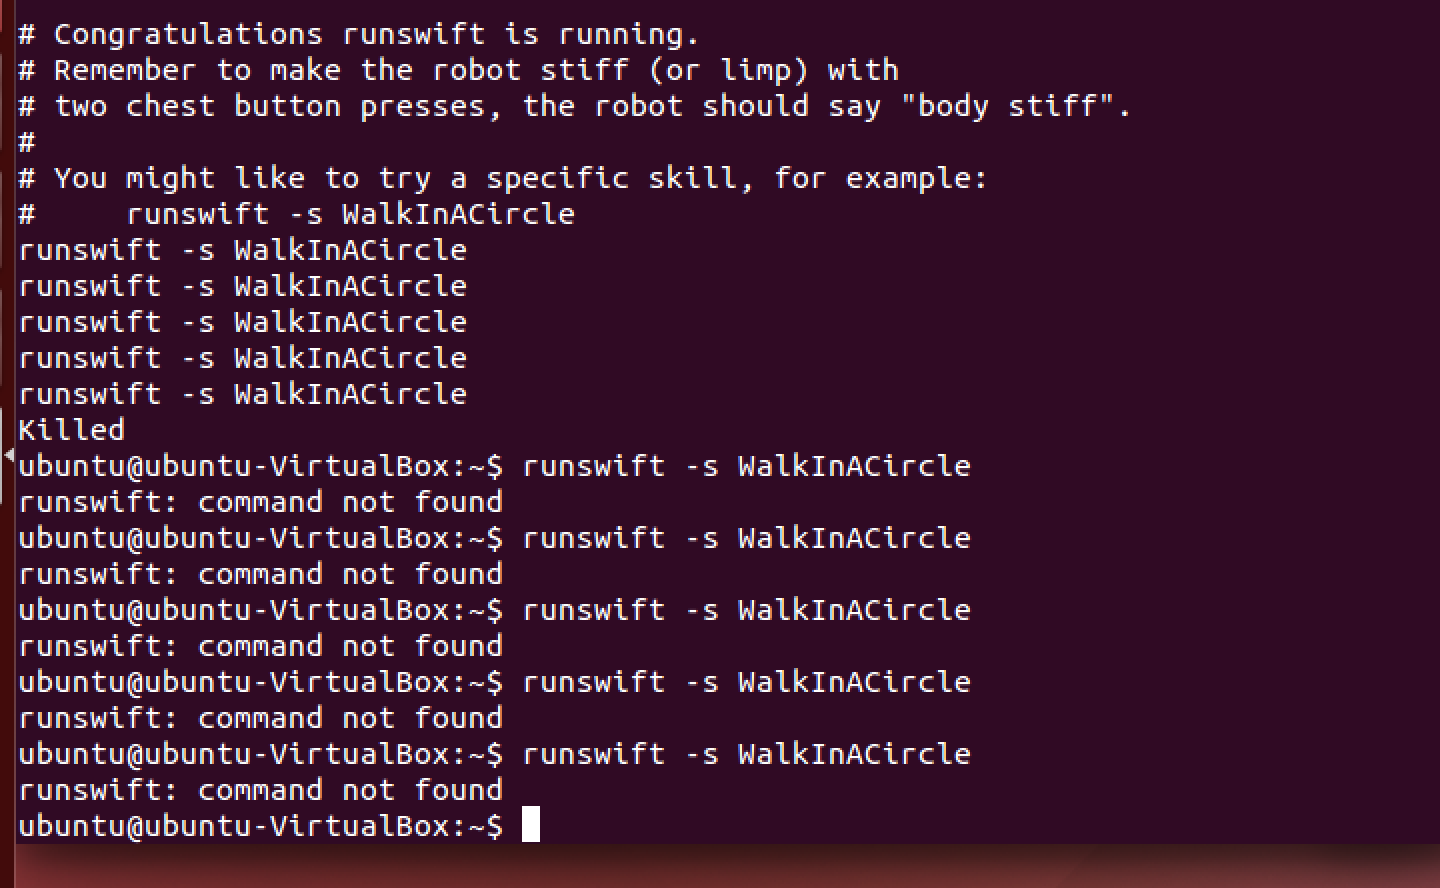 # Congratulations runswift is running.
# Remember to make the robot stiff (or limp) with
# two chest button presses, the robot should say "body stiff".
#
# You might like to try a specific skill, for example:
#     runswift -s WalkInACircle
runswift -s WalkInACircle
runswift -s WalkInACircle
runswift -s WalkInACircle
runswift -s WalkInACircle
runswift -s WalkInACircle
Killed
ubuntu@ubuntu-VirtualBox:~$ runswift -s WalkInACircle
runswift: command not found
ubuntu@ubuntu-VirtualBox:~$ runswift -s WalkInACircle
runswift: command not found
ubuntu@ubuntu-VirtualBox:~$ runswift -s WalkInACircle
runswift: command not found
ubuntu@ubuntu-VirtualBox:~$ runswift -s WalkInACircle
runswift: command not found
ubuntu@ubuntu-VirtualBox:~$ runswift -s WalkInACircle
runswift: command not found
ubuntu@ubuntu-VirtualBox:~$